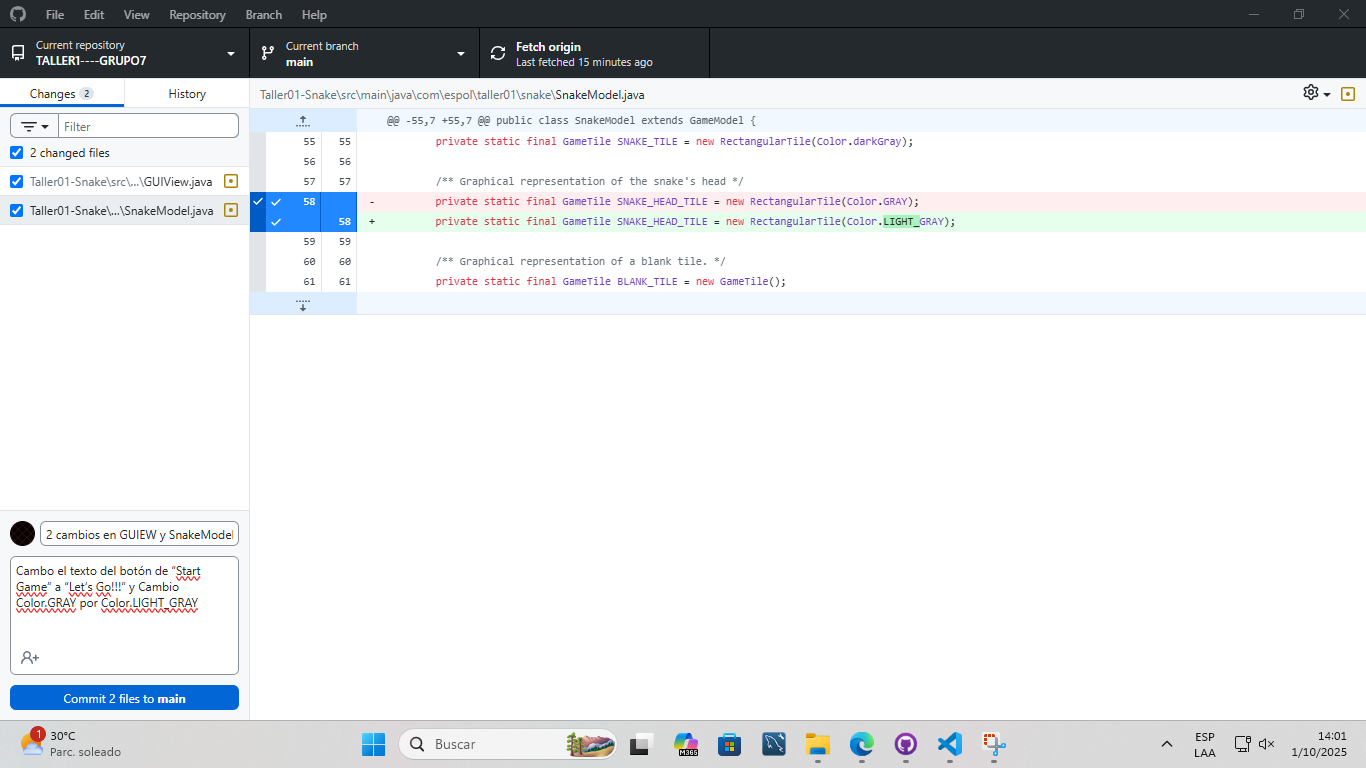 File Edit View Repository Branch Help
Current repository
TALLER1----GRUPO7
Current branch
main
Fetch origin
Last fetched 15 minutes ago
Changes 2
History
Filter
2 changed files
Taller01-Snake\src\...\GUIView.java
Taller01-Snake\...\SnakeModel.java
Taller01-Snake\src\main\java\com\espol\taller01\snake\SnakeModel.java
@@ -55,7 +55,7 @@ public class SnakeModel extends GameModel {
55 55 private static final GameTile SNAKE_TILE = new RectangularTile(Color.darkGray);
56 56
57 57 /** Graphical representation of the snake's head */
58 - private static final GameTile SNAKE_HEAD_TILE = new RectangularTile(Color.GRAY);
58 + private static final GameTile SNAKE_HEAD_TILE = new RectangularTile(Color.LIGHT_GRAY);
59 59
60 60 /** Graphical representation of a blank tile. */
61 61 private static final GameTile BLANK_TILE = new GameTile();
2 cambios en GUIEW y SnakeModel
Cambo el texto del botón de “Start
Game” a “Let’s Go!!!” y Cambio
Color.GRAY por Color.LIGHT_GRAY
Commit 2 files to main
1
30°C
Parc. soleado
Buscar
M365
ESP
LAA
14:01
1/10/2025